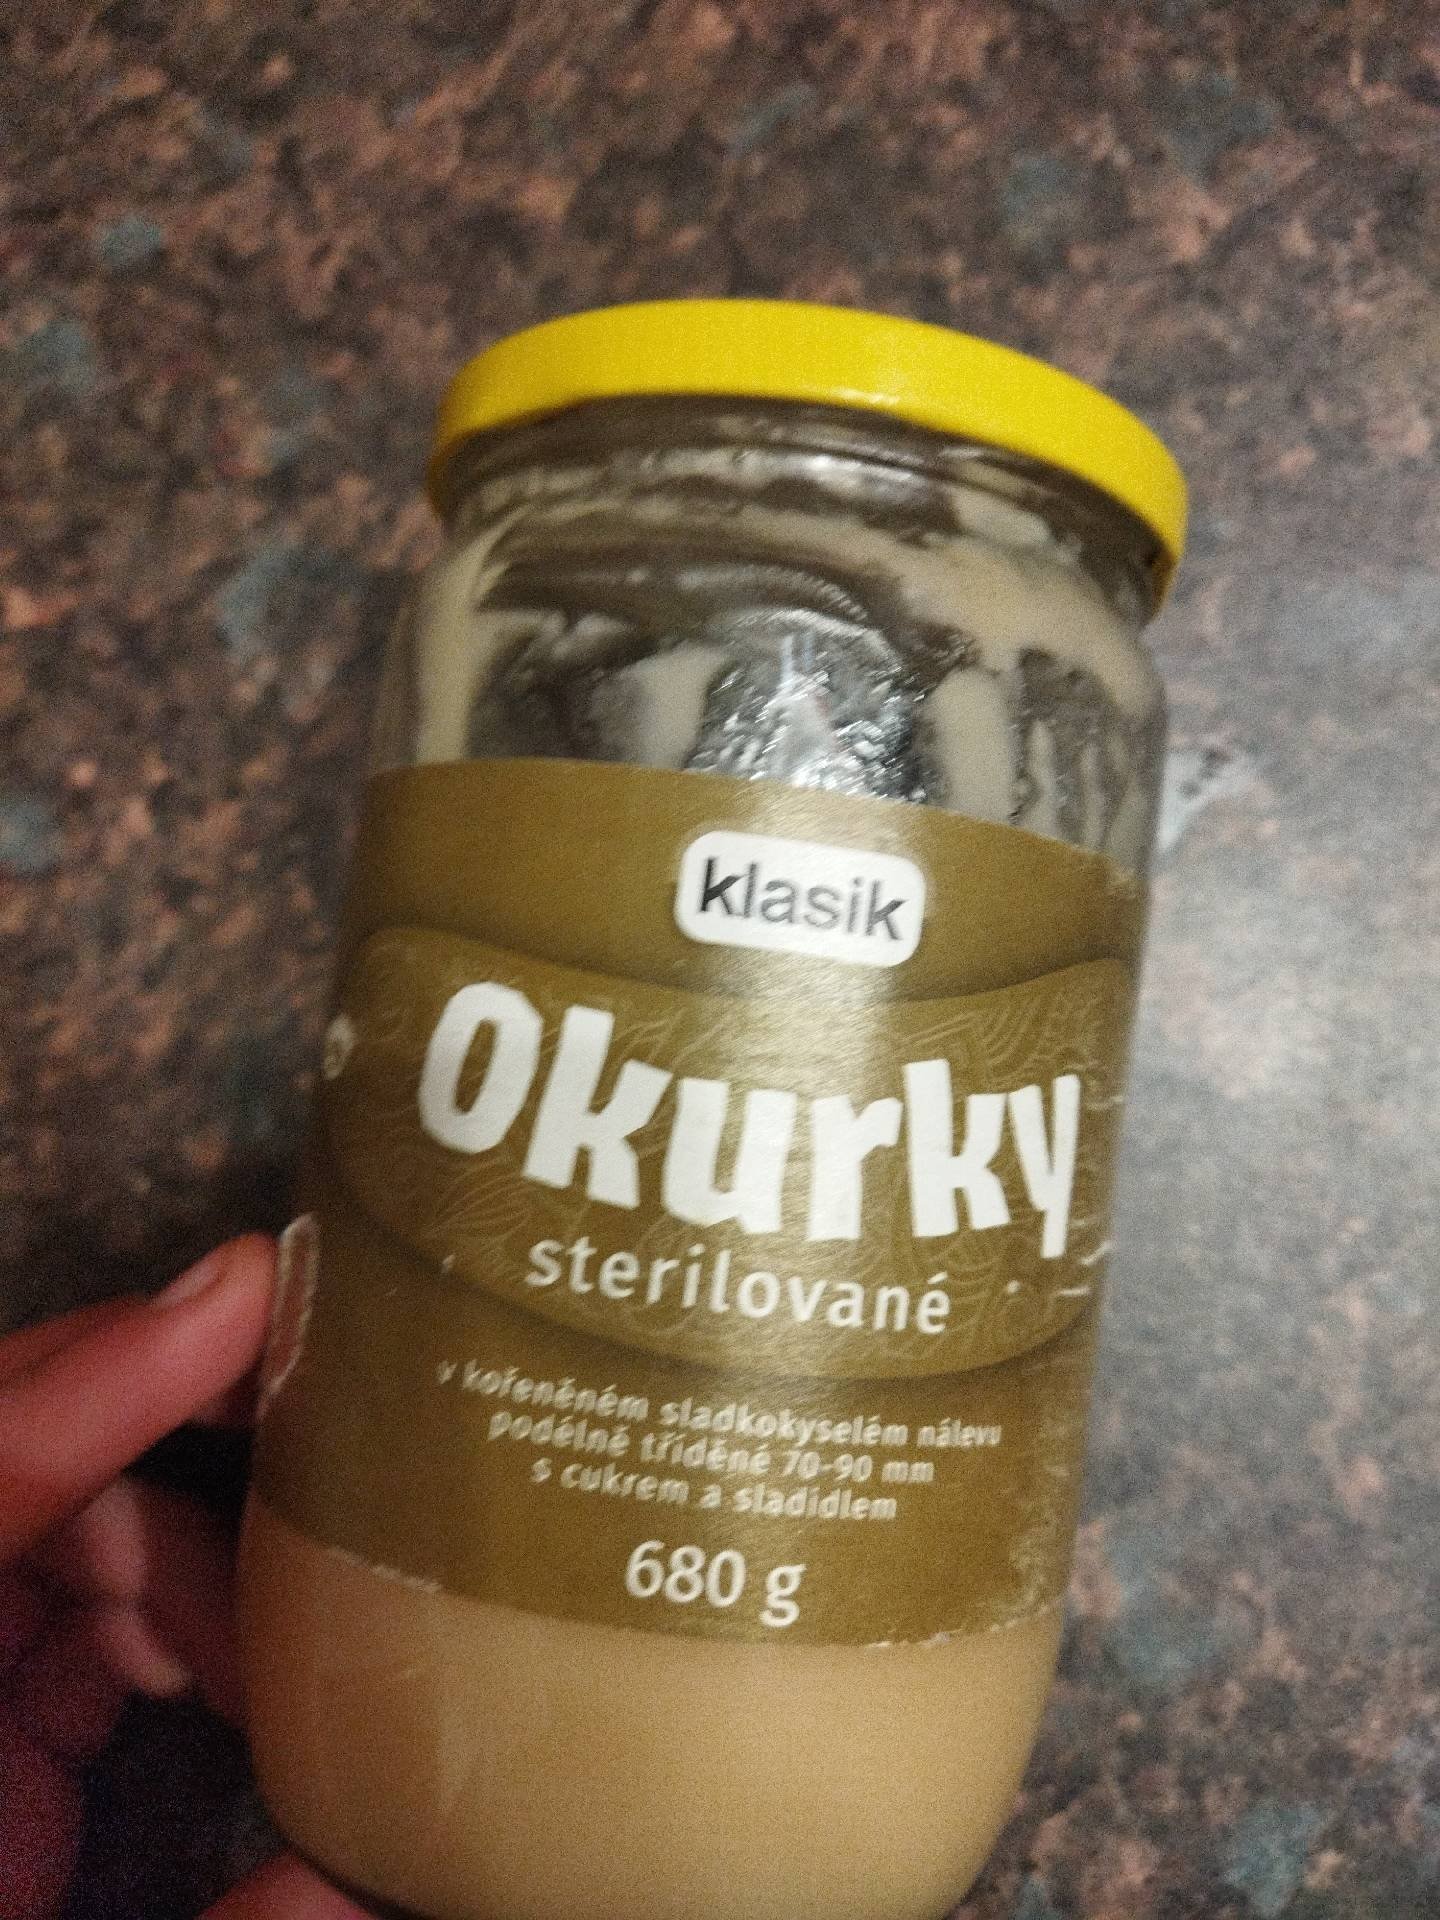 klasik
Okurky
sterilované
v kořeněném sladkokyselém nálevu
podélně tříděné 70-90 mm
s cukrem a sladidlem
680 g